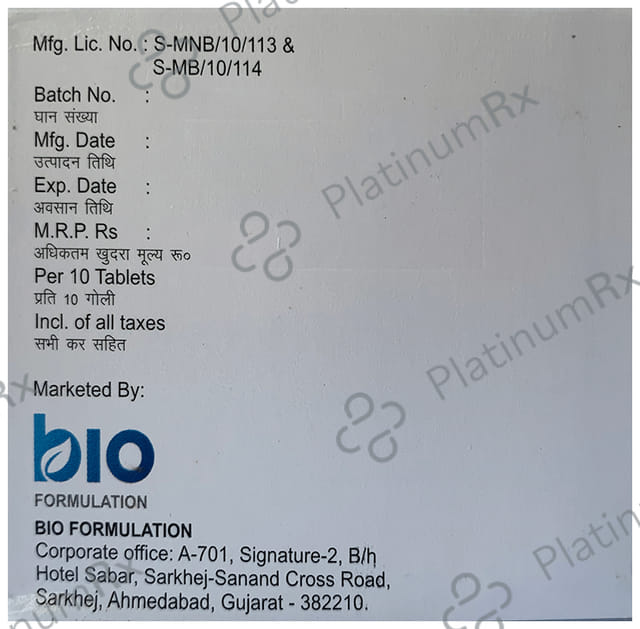 Mfg. Lic. No. : S-MNB/10/113 &
S-MB/10/114
Batch No. :
घान संख्या
Mfg. Date :
उत्पादन तिथि
Exp. Date :
अवसान तिथि
M.R.P. Rs :
अधिकतम खुदरा मूल्य रू०
Per 10 Tablets
प्रति 10 गोली
Incl. of all taxes
सभी कर सहित
Marketed By:
bio
FORMULATION
BIO FORMULATION
Corporate office: A-701, Signature-2, B/h
Hotel Sabar, Sarkhej-Sanand Cross Road,
Sarkhej, Ahmedabad, Gujarat - 382210.
PlatinumRx
PlatinumRx
PlatinumRx